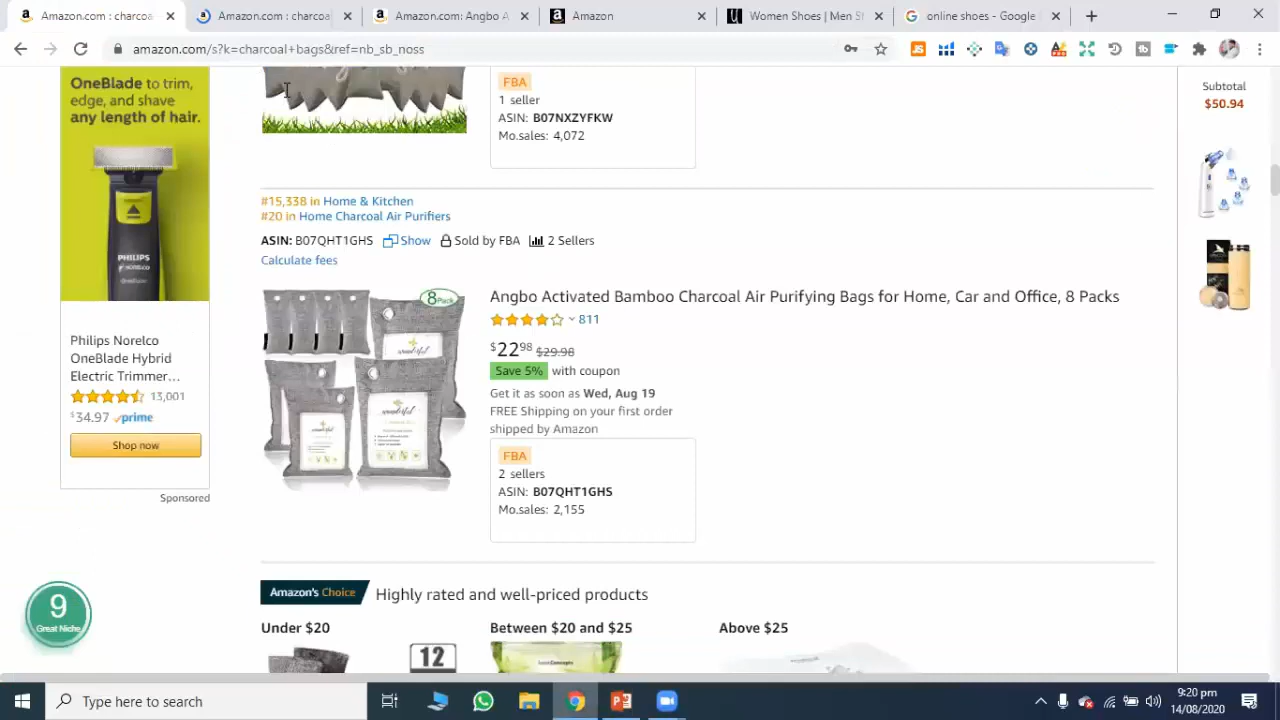 Amazon.com : charcoa
Amazon.com : charcoa
Amazon.com: Angbo A
Amazon
Women Shoes | Men S
online shoes - Google
amazon.com/s?k=charcoal+bags&ref=nb_sb_noss
OneBlade to trim,
edge, and shave
any length of hair.
PHILIPS
Philips Norelco
OneBlade Hybrid
Electric Trimmer...
13,001
$34.97 prime
Shop now
Sponsored
9
Great Niche
FBA
1 seller
ASIN: B07NXZYFKW
Mo.sales: 4,072
#15,338 in Home & Kitchen
#20 in Home Charcoal Air Purifiers
ASIN: B07QHT1GHS Show Sold by FBA 2 Sellers
Calculate fees
8 Pack
Angbo Activated Bamboo Charcoal Air Purifying Bags for Home, Car and Office, 8 Packs
811
$22.98 $29.98
Save 5% with coupon
Get it as soon as Wed, Aug 19
FREE Shipping on your first order
shipped by Amazon
FBA
2 sellers
ASIN: B07QHT1GHS
Mo.sales: 2,155
Amazon's Choice Highly rated and well-priced products
Under $20
Between $20 and $25
Above $25
12
Subtotal
$50.94
Type here to search
9:20 pm
14/08/2020